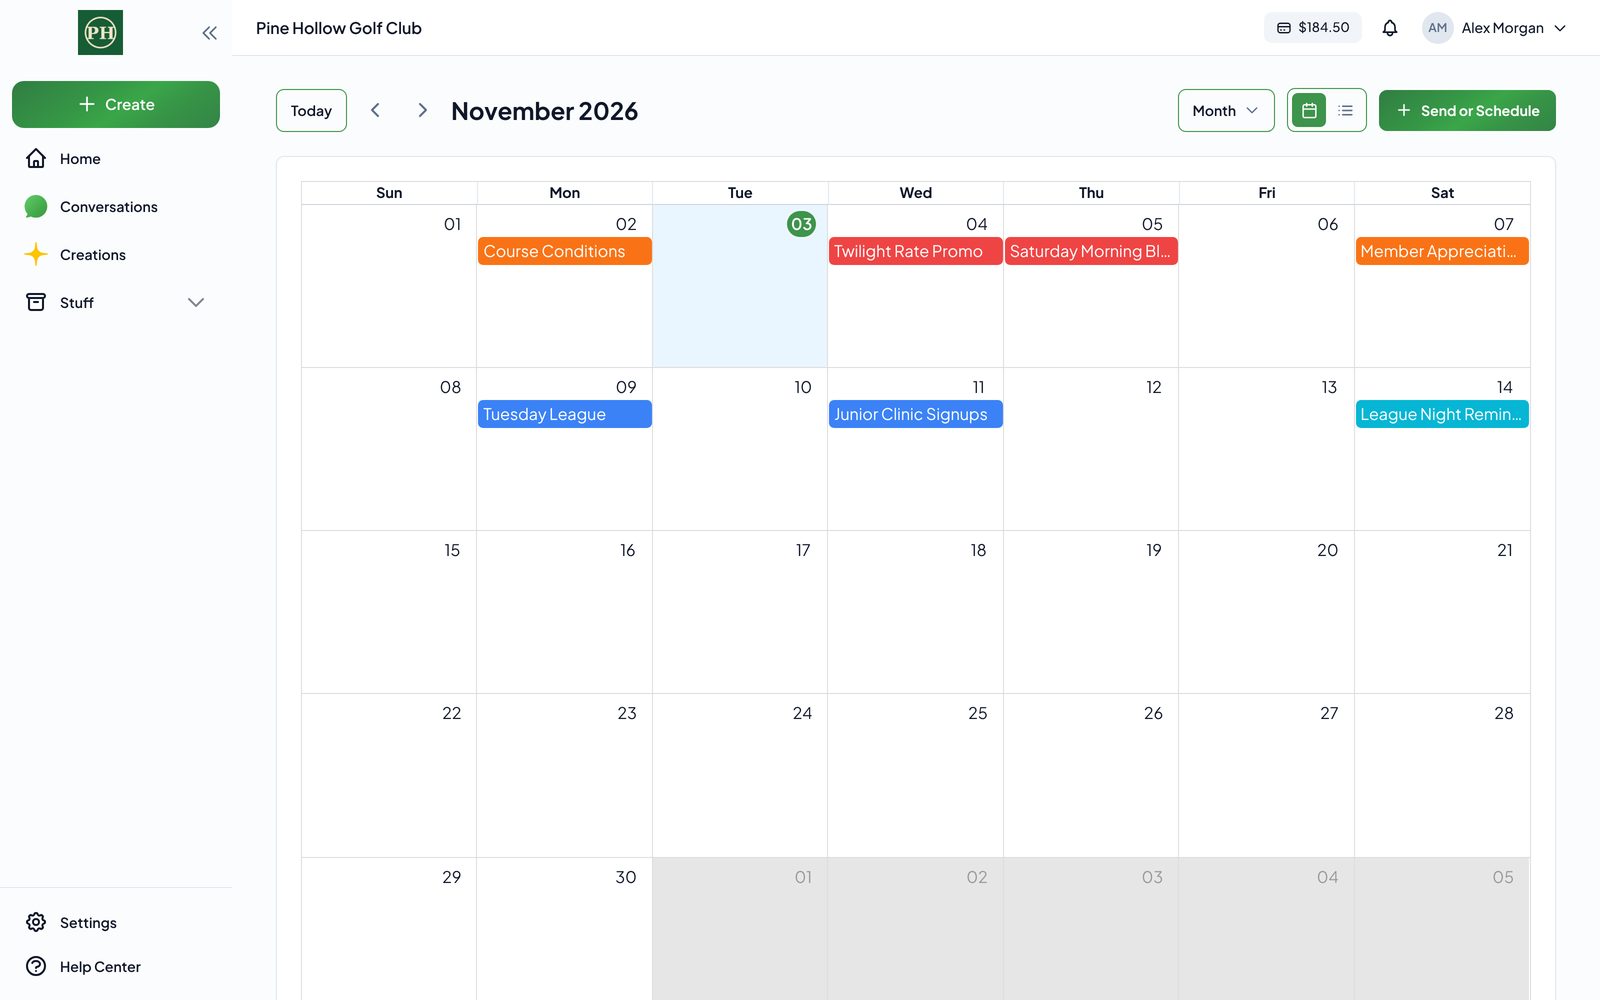 PH
Pine Hollow Golf Club
$184.50
AM
Alex Morgan
Create
Home
Conversations
Creations
Stuff
Settings
Help Center
Today
November 2026
Month
Send or Schedule
Sun Mon Tue Wed Thu Fri Sat
01 02 03 04 05 06 07
Course Conditions
Twilight Rate Promo
Saturday Morning Bl...
Member Appreciati...
08 09 10 11 12 13 14
Tuesday League
Junior Clinic Signups
League Night Remin...
15 16 17 18 19 20 21
22 23 24 25 26 27 28
29 30 01 02 03 04 05